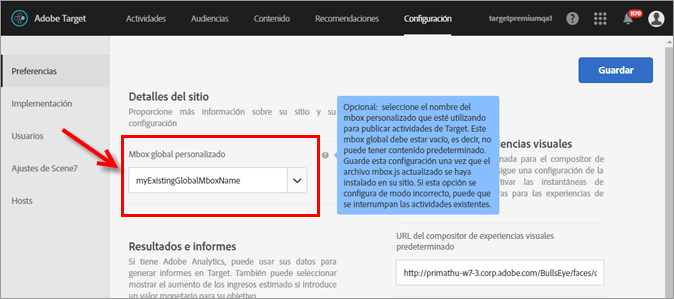 Adobe Target
Actividades
Audiencias
Contenido
Recomendaciones
Configuración
targetpremiumqa1
?
1170
Preferencias
Implementación
Usuarios
Ajustes de Scene7
Hosts
Guardar
Detalles del sitio
Proporcione más información sobre su sitio y su
configuración
Mbox global personalizado
myExistingGlobalMboxName
Opcional: seleccione el nombre del
mbox personalizado que esté utilizando
para publicar actividades de Target. Este
mbox global debe estar vacío, es decir, no
puede tener contenido predeterminado.
Guarde esta configuración una vez que el
archivo mbox.js actualizado se haya
instalado en su sitio. Si esta opción se
configura de modo incorrecto, puede que
se interrumpan las actividades existentes.
periencias visuales
nada para el compositor de
sigue una configuración de la
tivar las instantáneas de
ras para las experiencias de
Resultados e informes
Si tiene Adobe Analytics, puede usar sus datos para
generar informes en Target. También puede seleccionar
mostrar el aumento de los ingresos estimado si introduce
un valor monetario para su objetivo.
URL del compositor de experiencias visuales
predeterminado
http://primathu-w7-3.corp.adobe.com/BullsEye/faces/c